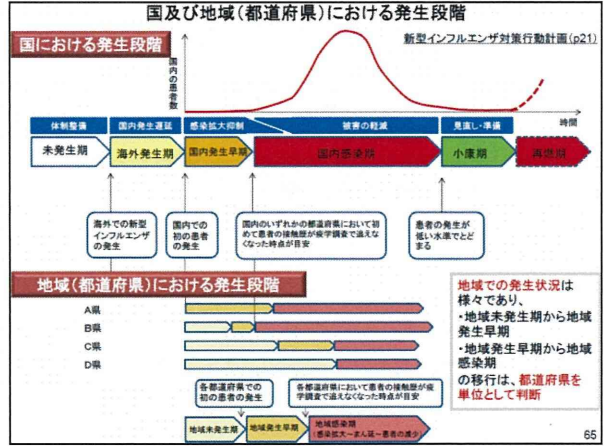 国及び地域（都道府県）における発生段階
国における発生段階
新型インフルエンザ対策行動計画（p21）
国内の患者数
時間
体制整備
国内発生遅延
感染拡大抑制
被害の軽減
見直し・準備
未発生期
海外発生期
国内発生早期
国内感染期
小康期
再燃期
海外での新型
インフルエンザ
の発生
国内での
初の患者
の発生
国内のいずれかの都道府県において初
めて患者の接触歴が疫学調査で追えな
くなった時点が目安
患者の発生が
低い水準でとど
まる
地域（都道府県）における発生段階
A県
B県
C県
D県
地域での発生状況は
様々であり、
・地域未発生期から地域
発生早期
・地域発生早期から地域
感染期
の移行は、都道府県を
単位として判断
各都道府県での
初の患者の発生
各都道府県において患者の接触歴が疫
学調査で追えなくなった時点が目安
地域未発生期
地域発生早期
地域感染期
（感染拡大～まん延～患者の減少）
65